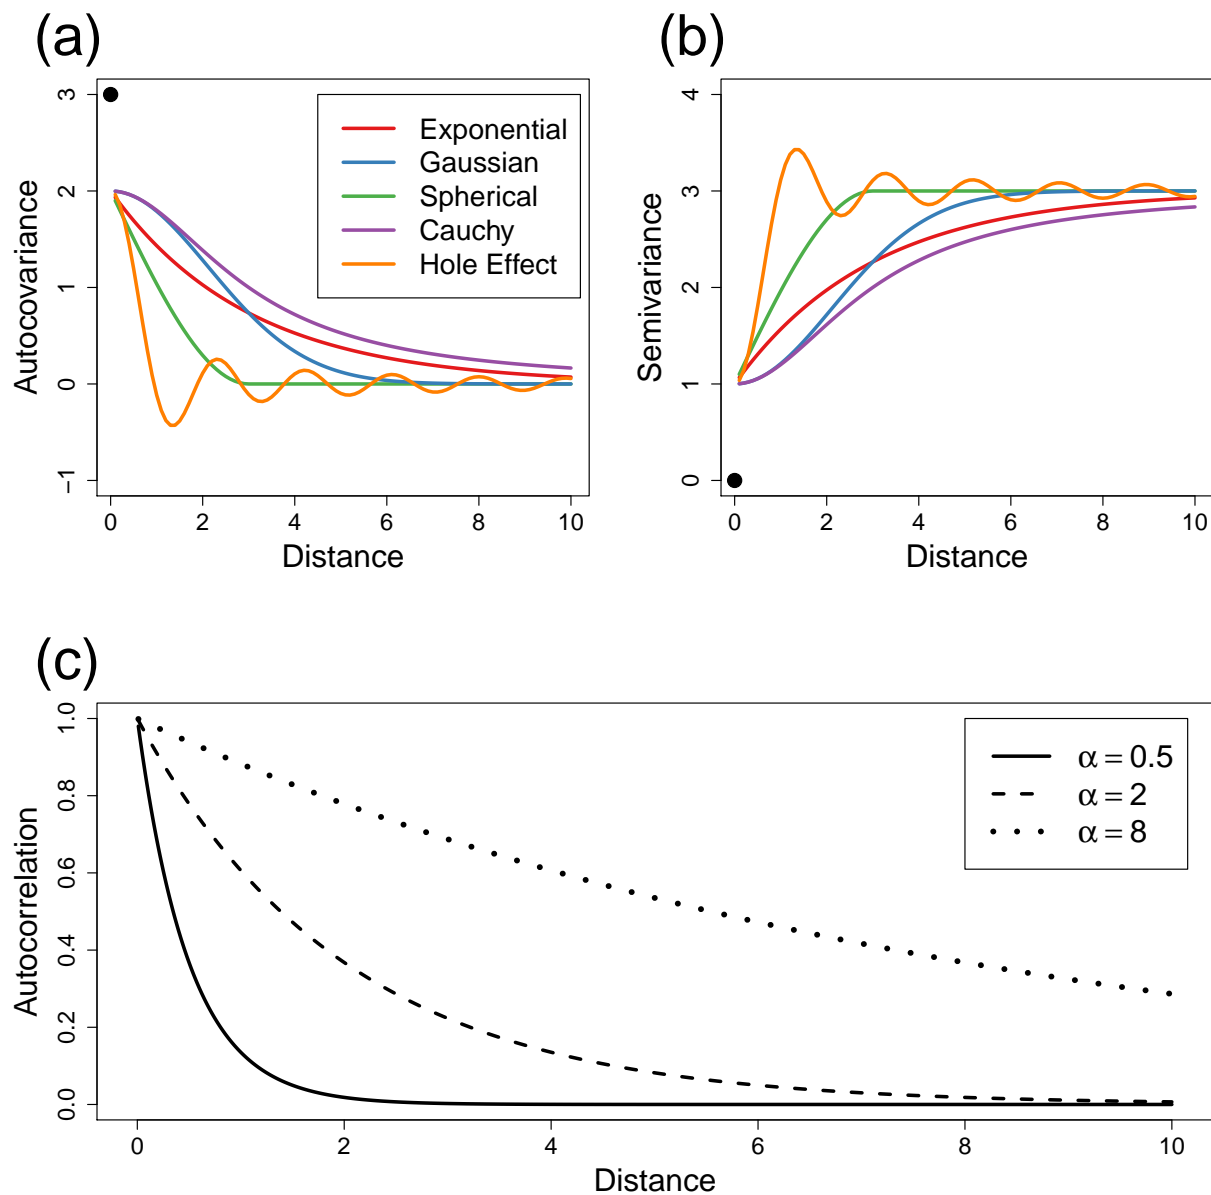 (a)
3
2
1
0
−1
Autocovariance
Exponential
Gaussian
Spherical
Cauchy
Hole Effect
0 2 4 6 8 10
Distance
(b)
4
3
2
1
0
Semivariance
0 2 4 6 8 10
Distance
(c)
1.0
0.8
0.6
0.4
0.2
0.0
Autocorrelation
α = 0.5
α = 2
α = 8
0 2 4 6 8 10
Distance